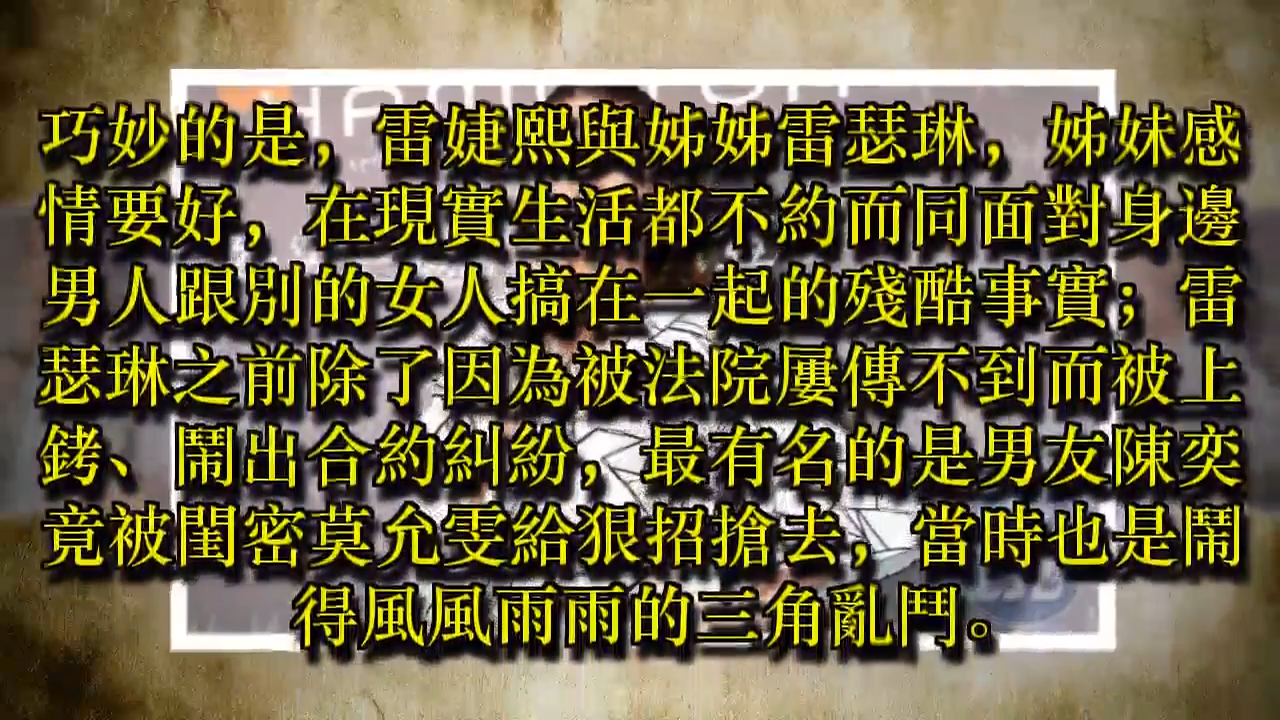 巧妙的是，雷婕熙與姊姊雷瑟琳，姊妹感
情要好，在現實生活都不約而同面對身邊
男人跟別的女人搞在一起的殘酷事實；雷
瑟琳之前除了因為被法院屢傳不到而被上
銬、鬧出合約糾紛，最有名的是男友陳奕
竟被閨密莫允雯給狠招搶去，當時也是鬧
得風風雨雨的三角亂鬥。